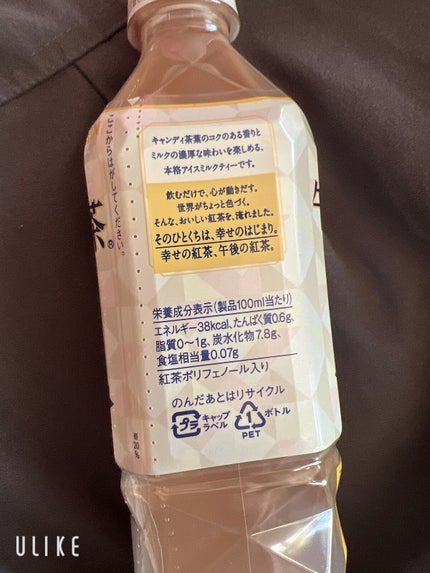 キャンディ茶葉のコクのある香りと
ミルクの濃厚な味わいを楽しめる、
本格アイスミルクティーです。
飲むだけで、心が動きだす。
世界がちょっと色づく。
そんな、おいしい紅茶を、淹れました。
そのひとくちは、幸せのはじまり。
幸せの紅茶、午後の紅茶。
ここからはがしてください。
栄養成分表示(製品100ml当たり)
エネルギー38kcal、たんぱく質0.6g、
脂質0〜1g、炭水化物7.8g、
食塩相当量0.07g
紅茶ポリフェノール入り
のんだあとはリサイクル
プラ
キャップ
ラベル
1
PET
ボトル
ULIKE